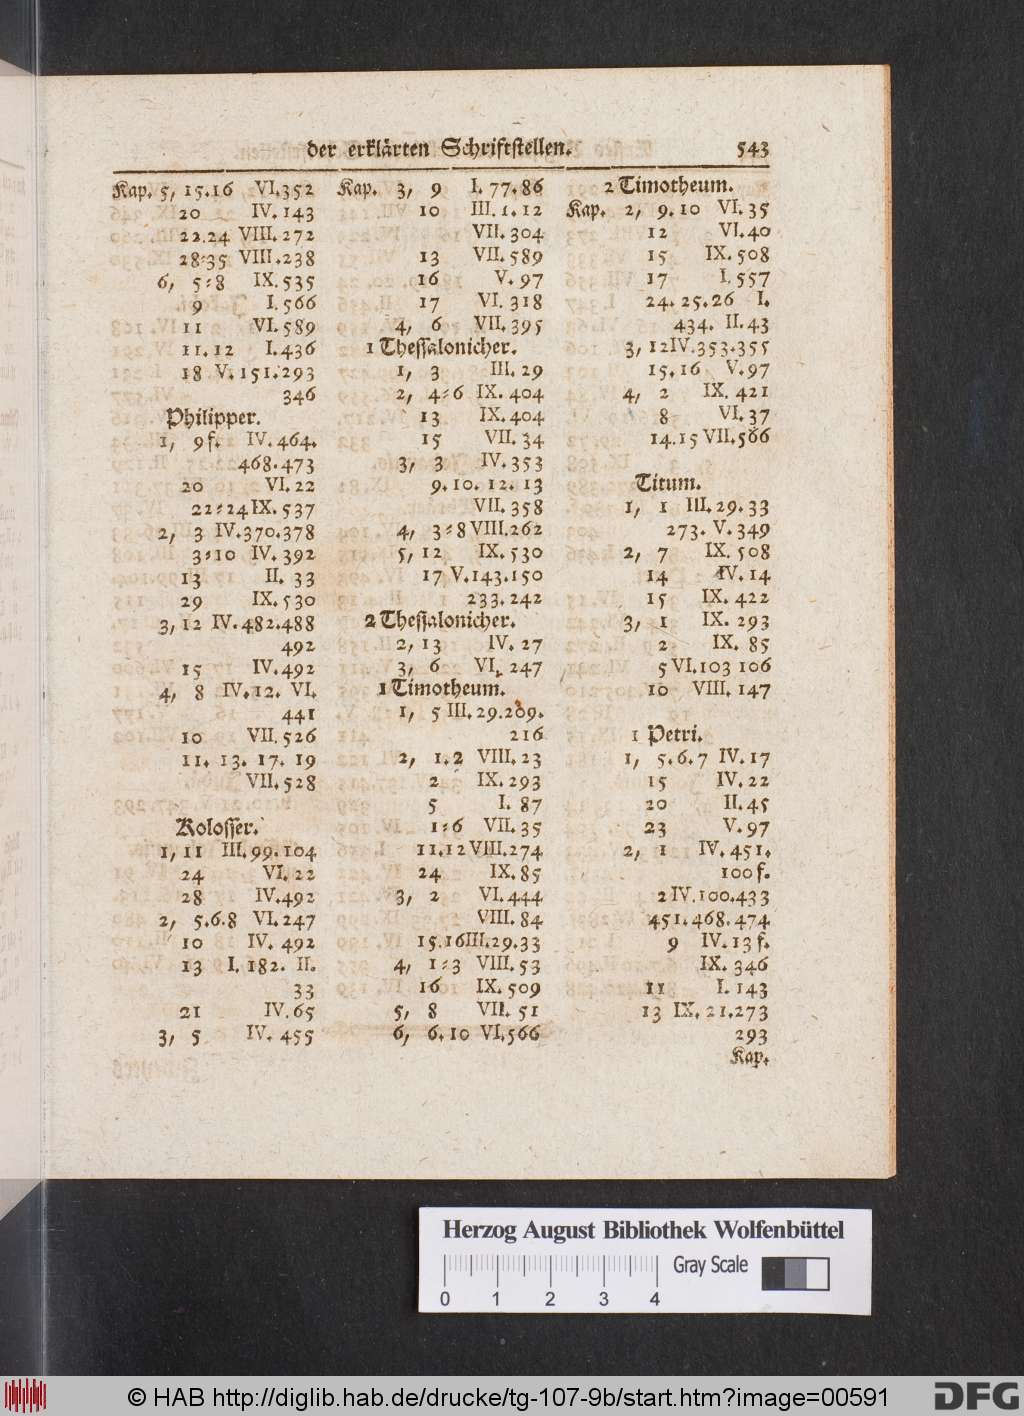 der erklärten Schriftstellen. 543
Kap. 5, 15.16 VI.352
20 IV. 143
22.24 VIII. 272
28=35 VIII.238
6, 5=8 IX. 535
9 I. 566
11 VI. 589
11.12 I.436
18 V. 151.293
346
Philipper.
1, 9f. IV. 464.
468.473
20 VI. 22
22=24 IX. 537
2, 3 IV.370.378
3=10 IV. 392
13 II. 33
29 IX. 530
3, 12 IV.482.488
492
15 IV. 492
4, 8 IV. 12. VI.
441
10 VII. 526
11. 13. 17. 19
VII. 528
Kolosser.
1, 11 III. 99.104
24 VI. 22
28 IV.492
2, 5.6.8 VI. 247
10 IV. 492
13 I. 182. II.
33
21 IV. 65
3, 5 IV. 455
Kap. 3, 9 I. 77.86
10 III. 1.12
VII. 304
13 VII. 589
16 V. 97
17 VI. 318
4, 6 VII. 395
1 Thessalonicher.
1, 3 III. 29
2, 4=6 IX. 404
13 IX. 404
15 VII. 34
3, 3 IV. 353
9. 10. 12. 13
VII. 358
4, 3=8 VIII.262
5, 12 IX. 530
17 V.143.150
233.242
2 Thessalonicher.
2, 13 IV. 27
3, 6 VI. 247
1 Timotheum.
1, 5 III. 29.209.
216
2, 1.2 VIII. 23
2 IX. 293
5 I. 87
1=6 VII. 35
11.12 VIII.274
24 IX. 85
3, 2 VI. 444
VIII. 84
15.16 III.29.33
4, 1=3 VIII. 53
16 IX. 509
5, 8 VII. 51
6, 6.10 VI.566
2 Timotheum.
Kap. 2, 9.10 VI. 35
12 VI. 40
15 IX. 508
17 I. 557
24. 25.26 I.
434. II. 43
3, 12 IV.353.355
15.16 V. 97
4, 2 IX. 421
8 VI. 37
14.15 VII.566
Titum.
1, 1 III. 29.33
273. V. 349
2, 7 IX. 508
14 IV. 14
15 IX. 422
3, 1 IX. 293
2 IX. 85
5 VI.103 106
10 VIII. 147
1 Petri.
1, 5.6.7 IV. 17
15 IV. 22
20 II. 45
23 V. 97
2, 1 IV. 451.
100 f.
2 IV.100.433
451.468.474
9 IV. 13 f.
IX. 346
11 I. 143
13 IX. 21.273
293
Kap.
Herzog August Bibliothek Wolfenbüttel
Gray Scale
0 1 2 3 4
© HAB http://diglib.hab.de/drucke/tg-107-9b/start.htm?image=00591
DFG